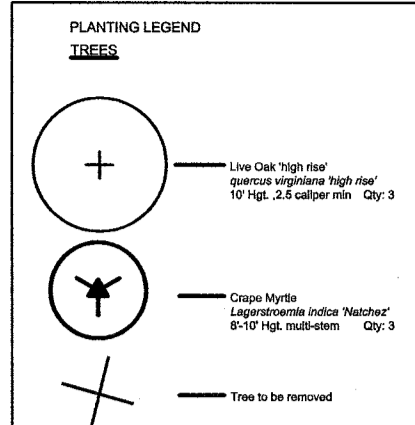 PLANTING LEGEND
TREES
Live Oak 'high rise'
quercus virginiana 'high rise'
10' Hgt. ,2.5 caliper min Qty: 3
Crape Myrtle
Lagerstroemia indica 'Natchez'
8'-10' Hgt. multi-stem Qty: 3
Tree to be removed